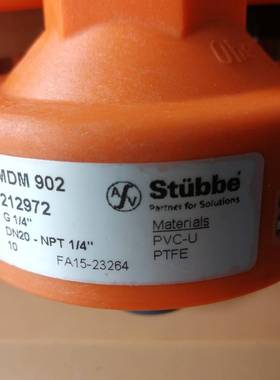 MDM 902
212972
G 1/4"
DN20 - NPT 1/4"
10
FA15-23264
ASV
Stübbe
Partner for Solutions
Materials
PVC-U
PTFE